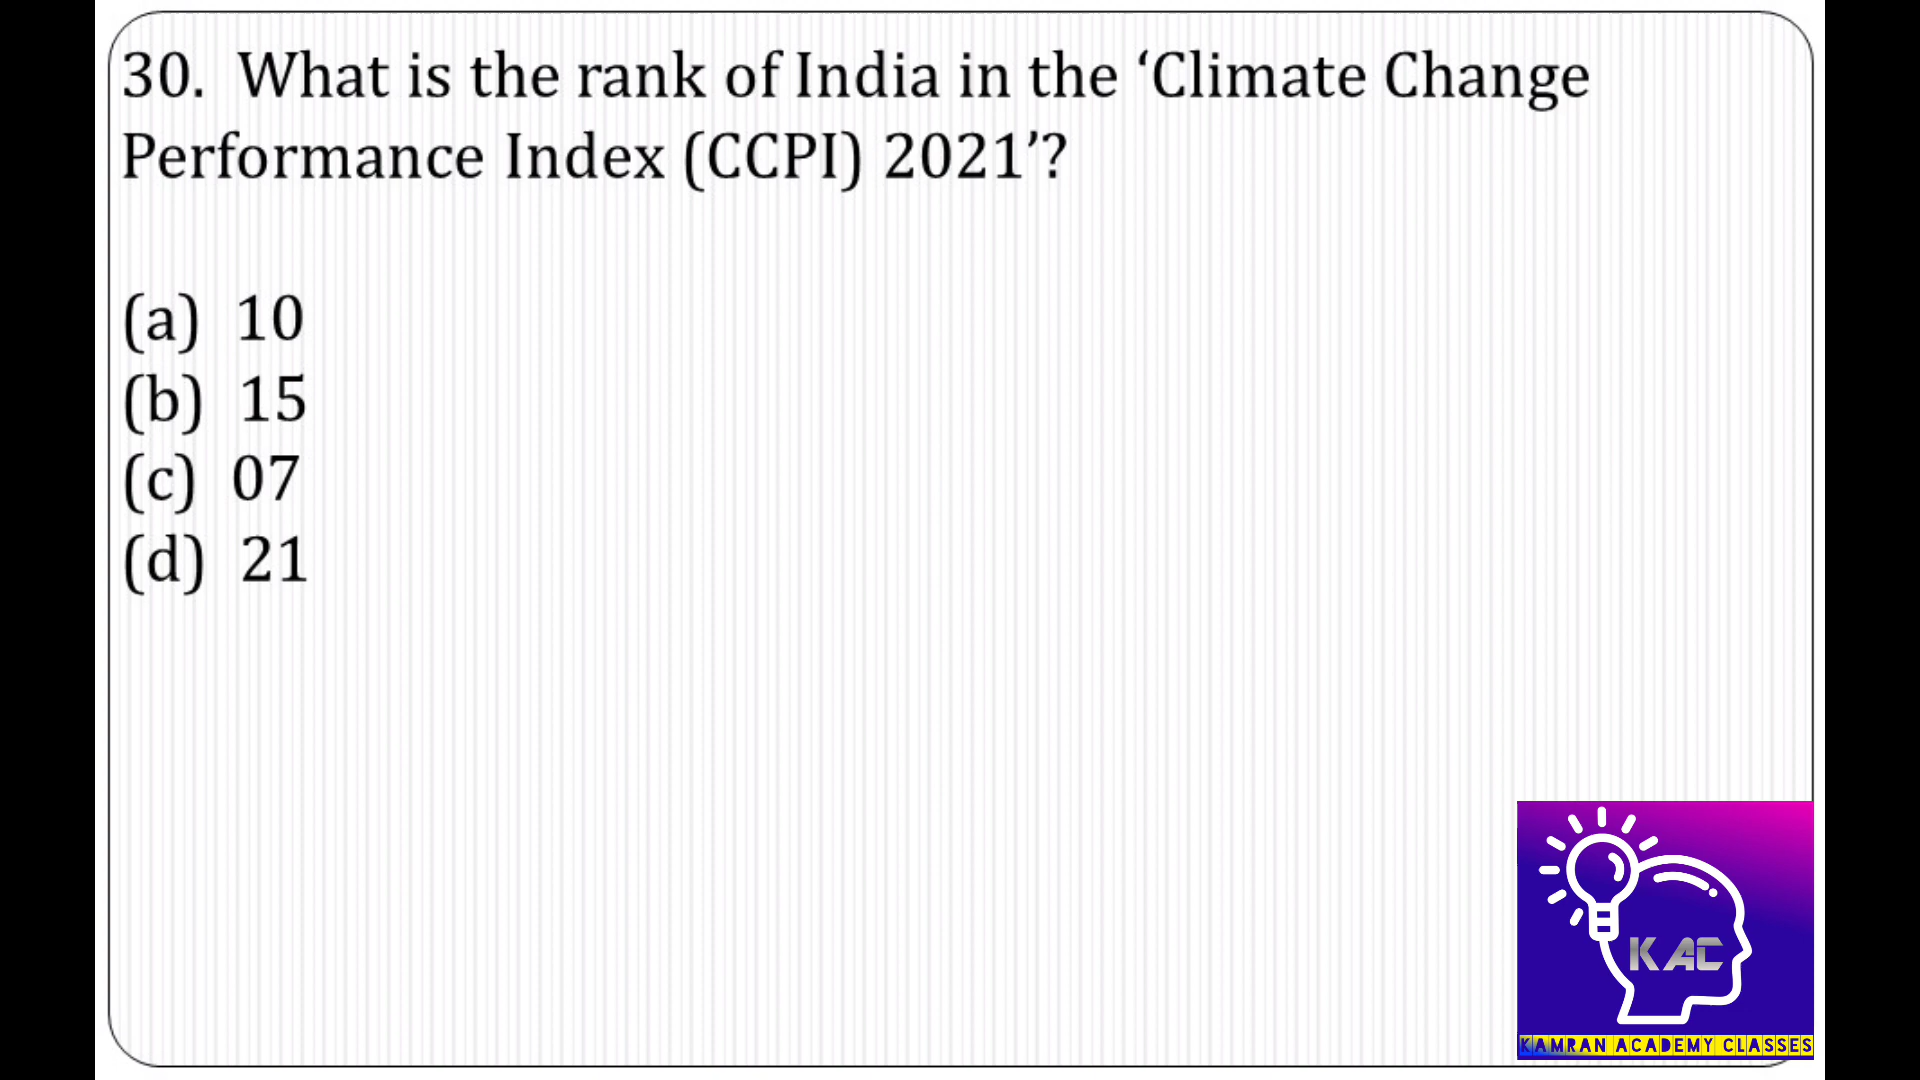 30.  What is the rank of India in the ‘Climate Change
Performance Index (CCPI) 2021’?
(a)  10
(b)  15
(c)  07
(d)  21
KAC
KAMRAN ACADEMY CLASSES